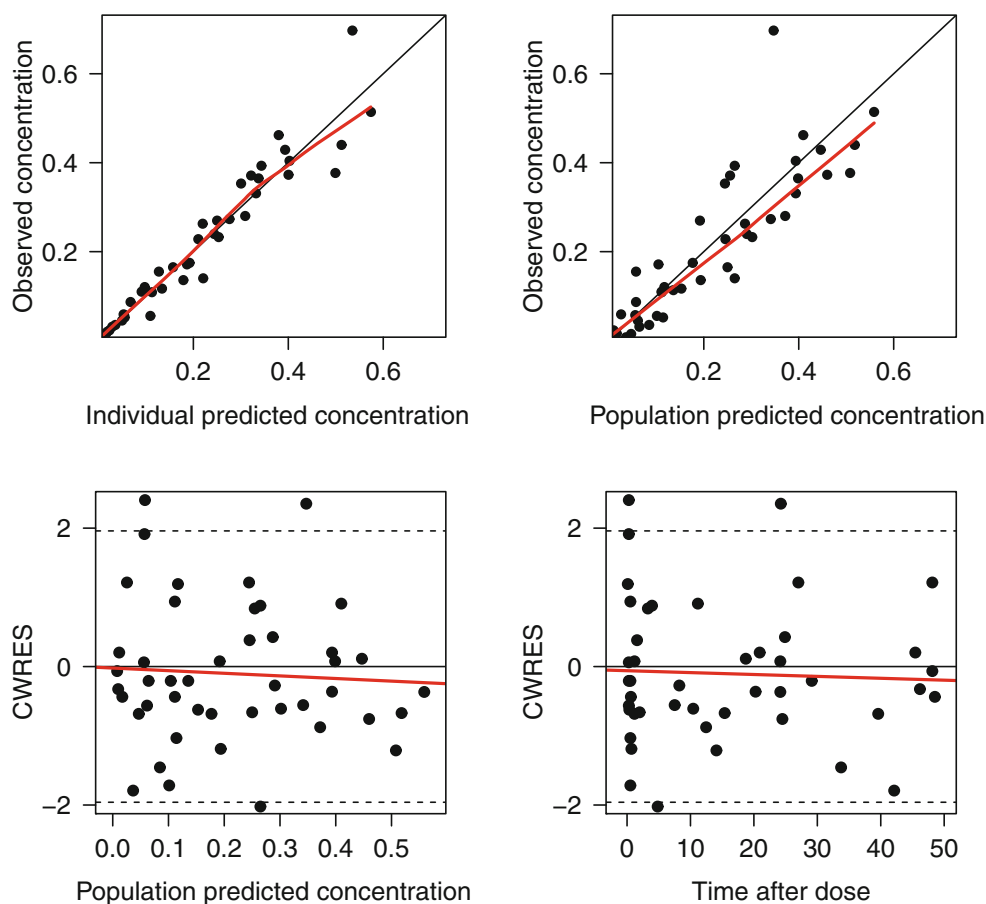 Observed concentration
0.6
0.4
0.2
0.2 0.4 0.6
Individual predicted concentration
Observed concentration
0.6
0.4
0.2
0.2 0.4 0.6
Population predicted concentration
CWRES
2
0
−2
0.0 0.1 0.2 0.3 0.4 0.5
Population predicted concentration
CWRES
2
0
−2
0 10 20 30 40 50
Time after dose